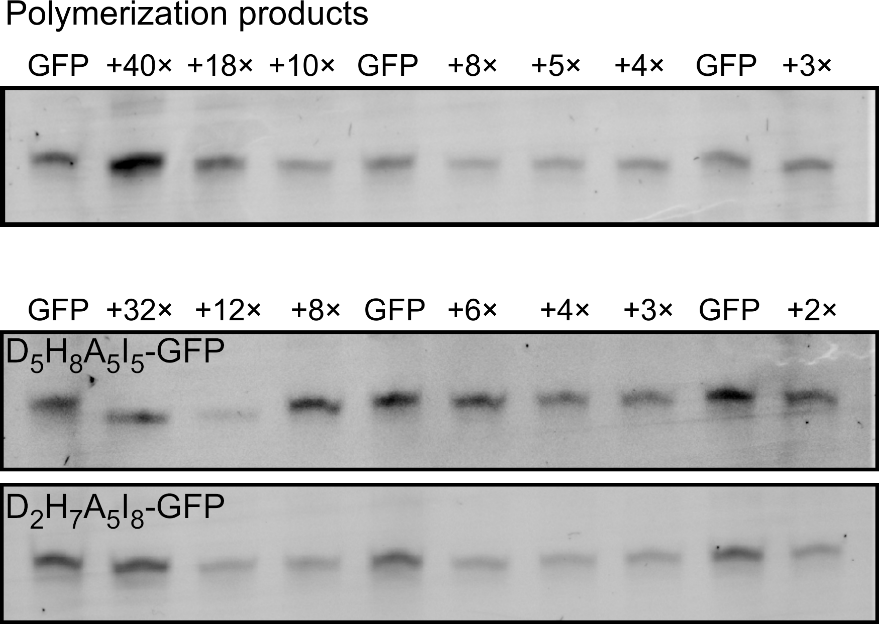 Polymerization products
GFP +40× +18× +10× GFP +8× +5× +4× GFP +3×
GFP +32× +12× +8× GFP +6× +4× +3× GFP +2×
D₅H₈A₅I₅-GFP
D₂H₇A₅I₈-GFP